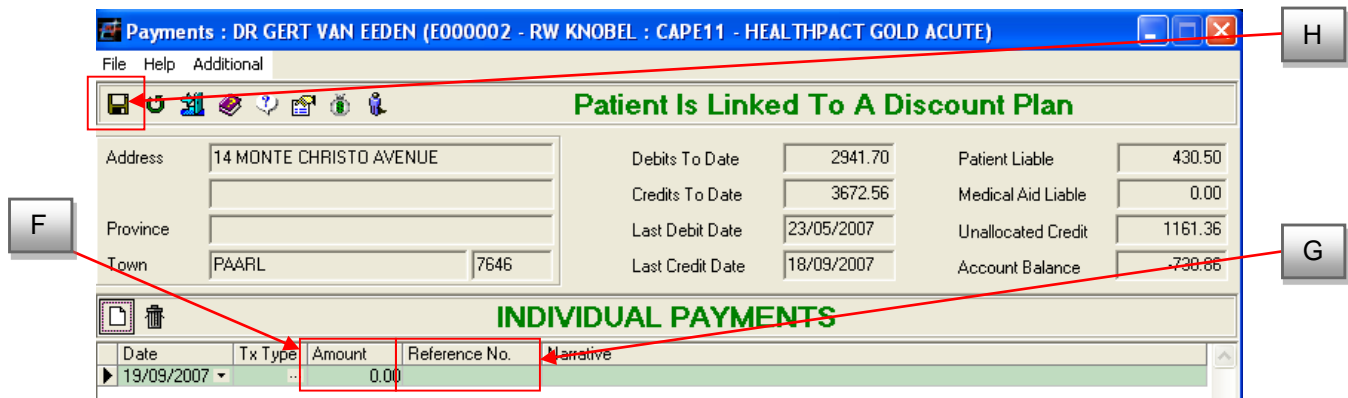 Payments : DR GERT VAN EEDEN (E000002 - RW KNOBEL : CAPE11 - HEALTHPACT GOLD ACUTE)
H
File Help Additional
Patient Is Linked To A Discount Plan
Address 14 MONTE CHRISTO AVENUE Debits To Date 2941.70 Patient Liable 430.50
Credits To Date 3672.56 Medical Aid Liable 0.00
F
Province Last Debit Date 23/05/2007 Unallocated Credit 1161.36
G
Town PAARL 7646 Last Credit Date 18/09/2007 Account Balance -730.86
INDIVIDUAL PAYMENTS
Date Tx Type Amount Reference No. Narrative
19/09/2007 ... 0.00